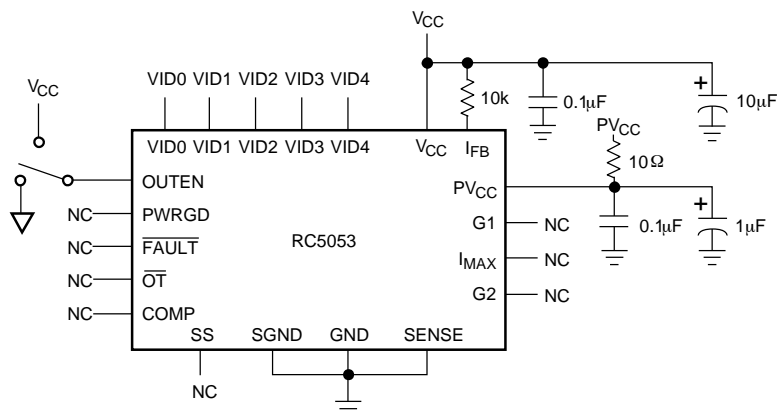 VCC
VID0 VID1 VID2 VID3 VID4
VCC
10k
0.1μF
10μF
VID0 VID1 VID2 VID3 VID4
VCC
IFB
PVCC
10Ω
OUTEN
PVCC
NC PWRGD
G1 NC
0.1μF
1μF
NC FAULT
RC5053
IMAX NC
NC OT
G2 NC
NC COMP
SS SGND GND SENSE
NC
+
+